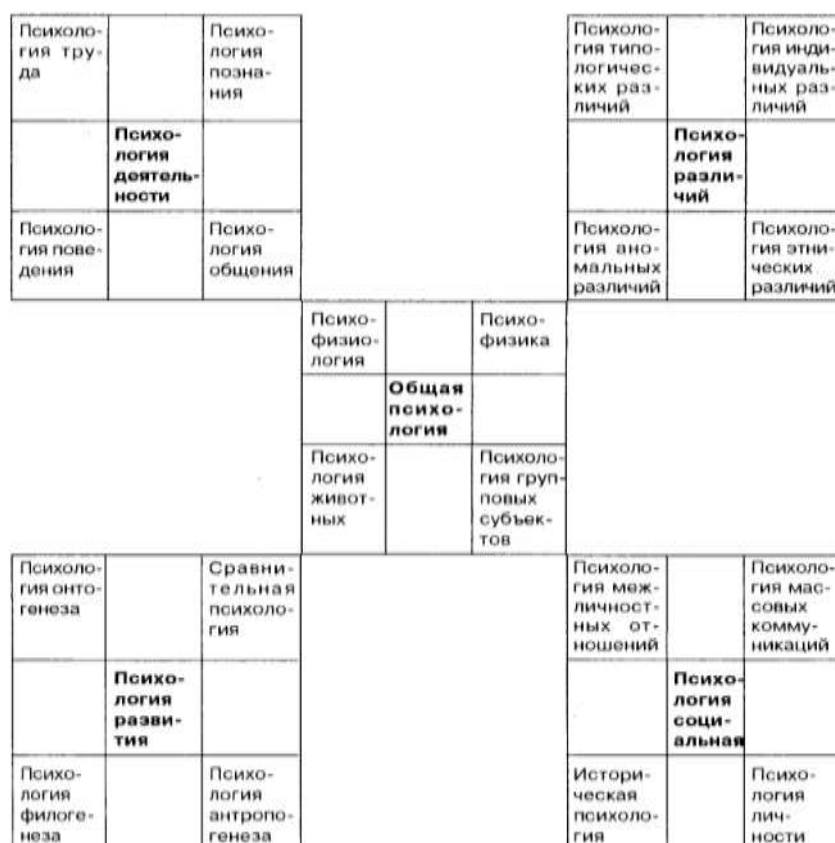 Психоло-
гия тру-
да
Психо-
логия
позна-
ния
Психо-
логия
деятель-
ности
Психоло-
гия пове-
дения
Психо-
логия
общения
Психоло-
гия типо-
логичес-
ких раз-
личий
Психоло-
гия инди-
видуаль-
ных раз-
личий
Психо-
логия
разли-
чий
Психоло-
гия ано-
мальных
различий
Психоло-
гия этни-
ческих
различий
Психо-
физио-
логия
Психо-
физика
Общая
психо-
логия
Психо-
логия
живот-
ных
Психоло-
гия груп-
повых
субъек-
тов
Психоло-
гия онто-
генеза
Сравни-
тельная
психоло-
гия
Психо-
логия
разви-
тия
Психо-
логия
филоге-
неза
Психо-
логия
антропо-
генеза
Психоло-
гия меж-
личност-
ных от-
ношений
Психоло-
гия мас-
совых
комму-
никаций
Психо-
логия
соци-
альная
Истори-
ческая
психоло-
гия
Психо-
логия
лич-
ности